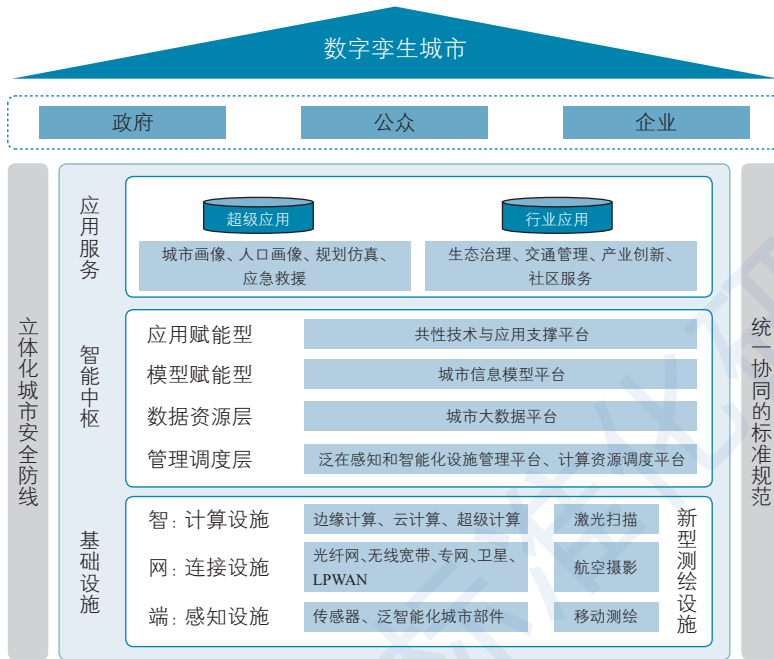 数字孪生城市
政府
公众
企业
立体化城市安全防线
应用服务
超级应用
城市画像、人口画像、规划仿真、
应急救援
行业应用
生态治理、交通管理、产业创新、
社区服务
智能中枢
应用赋能型
共性技术与应用支撑平台
模型赋能型
城市信息模型平台
数据资源层
城市大数据平台
管理调度层
泛在感知和智能化设施管理平台、计算资源调度平台
基础设施
智：计算设施
边缘计算、云计算、超级计算
激光扫描
网：连接设施
光纤网、无线宽带、专网、卫星、
LPWAN
航空摄影
端：感知设施
传感器、泛智能化城市部件
移动测绘
新型测绘设施
统一协同的标准规范
标准化研